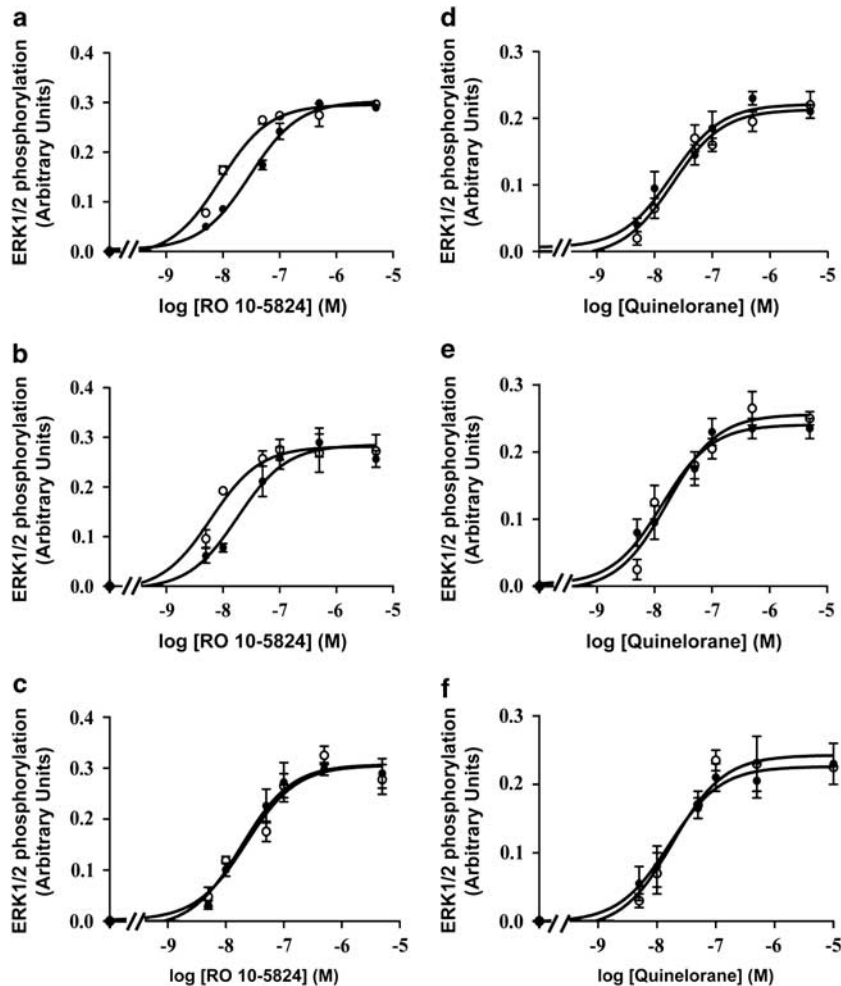 a
ERK1/2 phosphorylation
(Arbitrary Units)
0.4
0.3
0.2
0.1
0.0
-9 -8 -7 -6 -5
log [RO 10-5824] (M)
d
ERK1/2 phosphorylation
(Arbitrary Units)
0.3
0.2
0.1
0.0
-9 -8 -7 -6 -5
log [Quinelorane] (M)
b
ERK1/2 phosphorylation
(Arbitrary Units)
0.4
0.3
0.2
0.1
0.0
-9 -8 -7 -6 -5
log [RO 10-5824] (M)
e
ERK1/2 phosphorylation
(Arbitrary Units)
0.3
0.2
0.1
0.0
-9 -8 -7 -6 -5
log [Quinelorane] (M)
c
ERK1/2 phosphorylation
(Arbitrary Units)
0.4
0.3
0.2
0.1
0.0
-9 -8 -7 -6 -5
log [RO 10-5824] (M)
f
ERK1/2 phosphorylation
(Arbitrary Units)
0.3
0.2
0.1
0.0
-9 -8 -7 -6 -5
log [Quinelorane] (M)